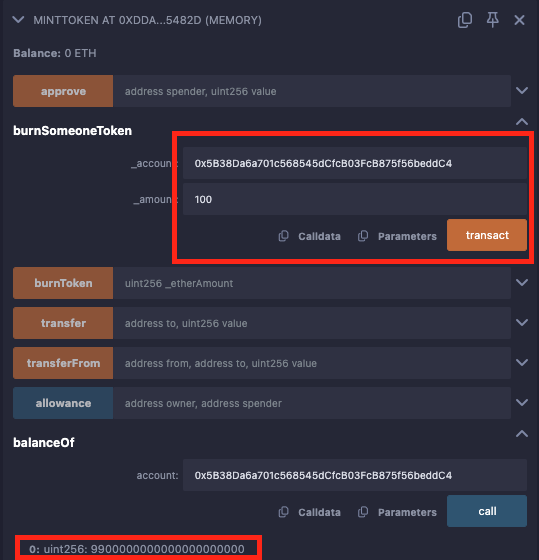 MINTTOKEN AT 0XDDA...5482D (MEMORY)
Balance: 0 ETH
approve address spender, uint256 value
burnSomeoneToken
_account: 0x5B38Da6a701c568545dCfcB03FcB875f56beddC4
_amount: 100
Calldata Parameters transact
burnToken uint256 _etherAmount
transfer address to, uint256 value
transferFrom address from, address to, uint256 value
allowance address owner, address spender
balanceOf
account: 0x5B38Da6a701c568545dCfcB03FcB875f56beddC4
Calldata Parameters call
0: uint256: 9900000000000000000000